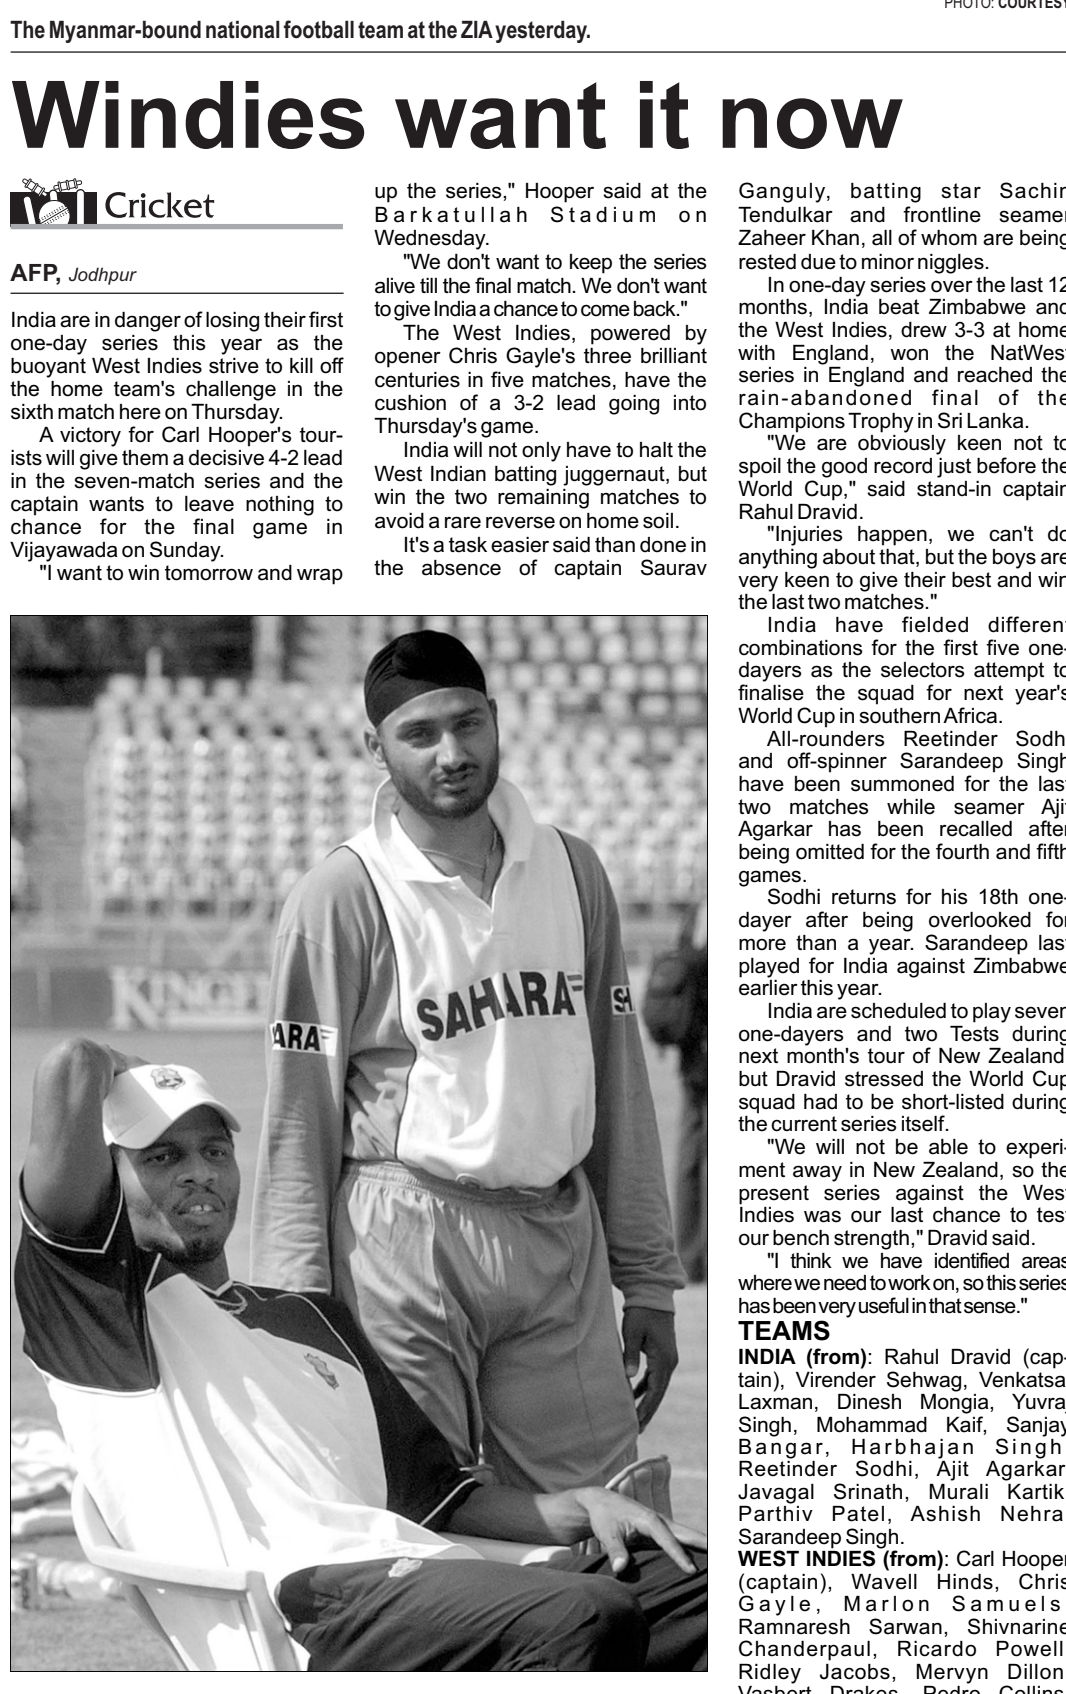 PHOTO: COURTESY
The Myanmar-bound national football team at the ZIA yesterday.
Windies want it now
Cricket
AFP, Jodhpur
India are in danger of losing their first
one-day series this year as the
buoyant West Indies strive to kill off
the home team's challenge in the
sixth match here on Thursday.
A victory for Carl Hooper's tour-
ists will give them a decisive 4-2 lead
in the seven-match series and the
captain wants to leave nothing to
chance for the final game in
Vijayawada on Sunday.
"I want to win tomorrow and wrap
up the series," Hooper said at the
Barkatullah Stadium on
Wednesday.
"We don't want to keep the series
alive till the final match. We don't want
to give India a chance to come back."
The West Indies, powered by
opener Chris Gayle's three brilliant
centuries in five matches, have the
cushion of a 3-2 lead going into
Thursday's game.
India will not only have to halt the
West Indian batting juggernaut, but
win the two remaining matches to
avoid a rare reverse on home soil.
It's a task easier said than done in
the absence of captain Saurav
Ganguly, batting star Sachin
Tendulkar and frontline seamer
Zaheer Khan, all of whom are being
rested due to minor niggles.
In one-day series over the last 12
months, India beat Zimbabwe and
the West Indies, drew 3-3 at home
with England, won the NatWest
series in England and reached the
rain-abandoned final of the
Champions Trophy in Sri Lanka.
"We are obviously keen not to
spoil the good record just before the
World Cup," said stand-in captain
Rahul Dravid.
"Injuries happen, we can't do
anything about that, but the boys are
very keen to give their best and win
the last two matches."
India have fielded different
combinations for the first five one-
dayers as the selectors attempt to
finalise the squad for next year's
World Cup in southern Africa.
All-rounders Reetinder Sodh
and off-spinner Sarandeep Singh
have been summoned for the last
two matches while seamer Ajit
Agarkar has been recalled after
being omitted for the fourth and fifth
games.
Sodhi returns for his 18th one-
dayer after being overlooked for
more than a year. Sarandeep last
played for India against Zimbabwe
earlier this year.
India are scheduled to play seven
one-dayers and two Tests during
next month's tour of New Zealand
but Dravid stressed the World Cup
squad had to be short-listed during
the current series itself.
"We will not be able to experi-
ment away in New Zealand, so the
present series against the West
Indies was our last chance to test
our bench strength," Dravid said.
"I think we have identified areas
where we need to work on, so this series
has been very useful in that sense."
TEAMS
INDIA (from): Rahul Dravid (cap-
tain), Virender Sehwag, Venkatsa
Laxman, Dinesh Mongia, Yuvraj
Singh, Mohammad Kaif, Sanjay
Bangar, Harbhajan Singh
Reetinder Sodhi, Ajit Agarkar
Javagal Srinath, Murali Kartik
Parthiv Patel, Ashish Nehra
Sarandeep Singh.
WEST INDIES (from): Carl Hooper
(captain), Wavell Hinds, Chris
Gayle, Marlon Samuels
Ramnaresh Sarwan, Shivnarine
Chanderpaul, Ricardo Powell
Ridley Jacobs, Mervyn Dillon
Vasbert Drakes, Pedro Collins
SAHARA
ARA
SH